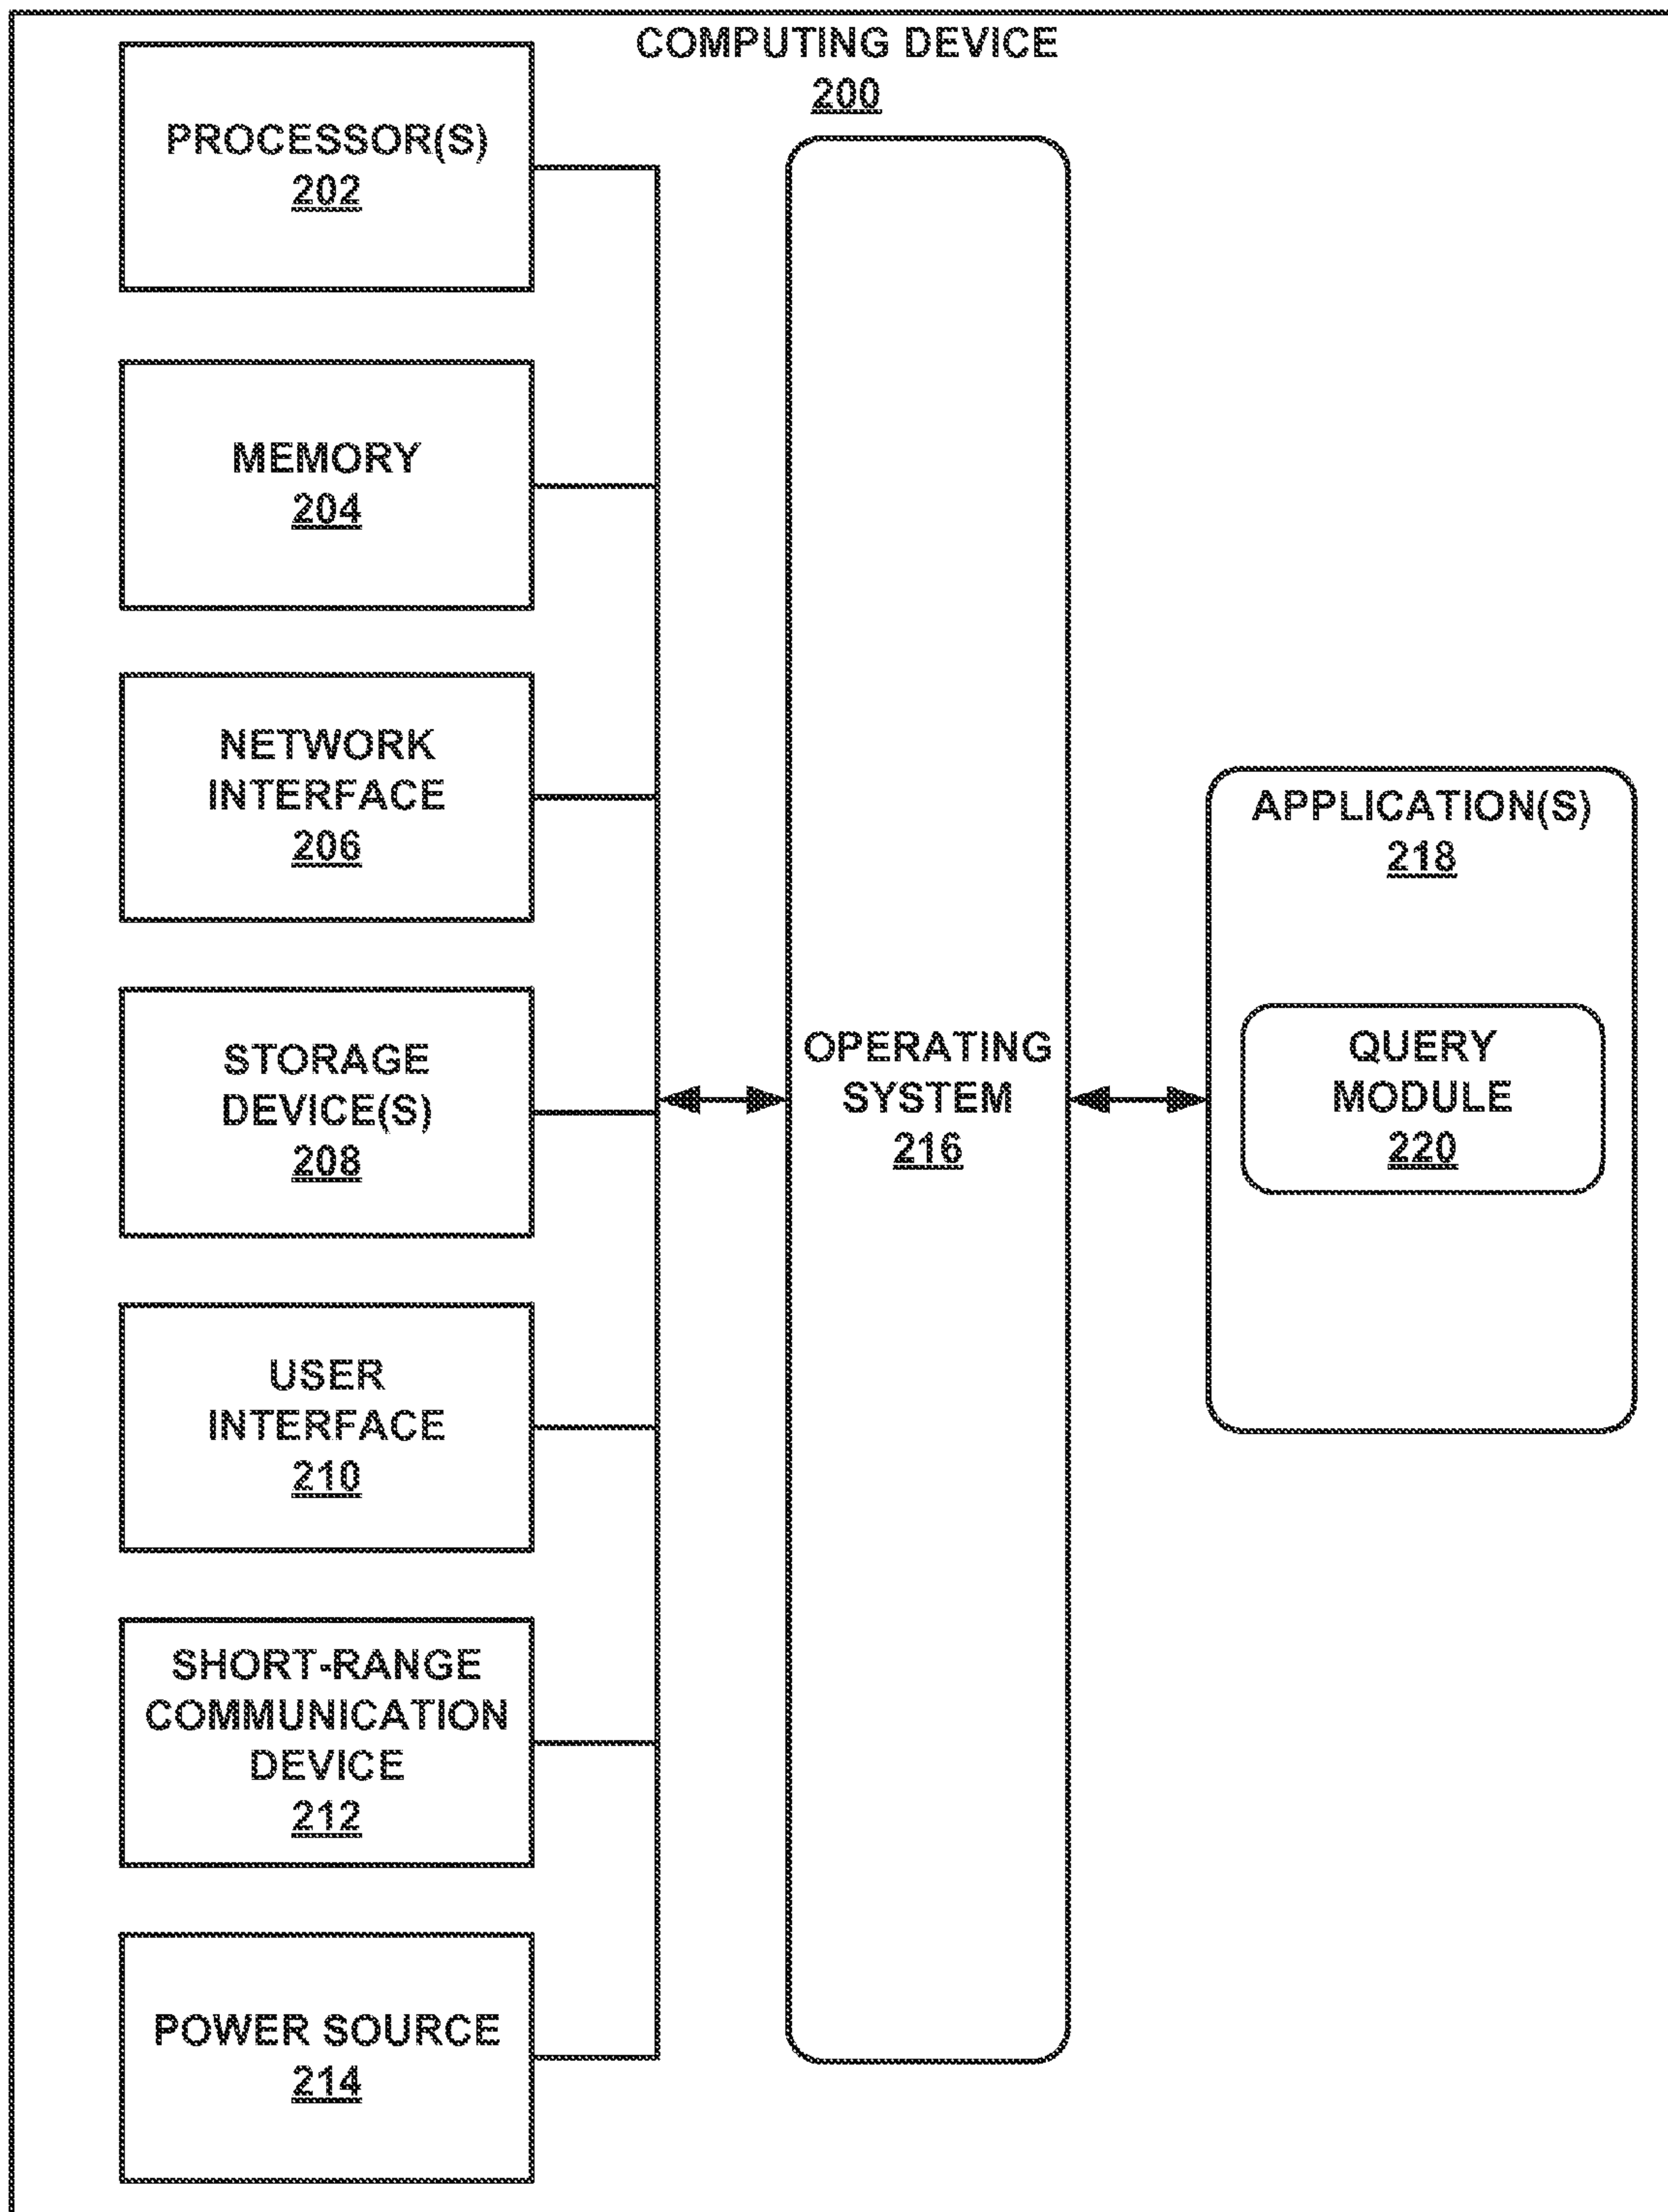 COMPUTING DEVICE
200
PROCESSOR(S)
202
MEMORY
204
NETWORK
INTERFACE
206
STORAGE
DEVICE(S)
208
USER
INTERFACE
210
SHORT-RANGE
COMMUNICATION
DEVICE
212
POWER SOURCE
214
OPERATING
SYSTEM
216
APPLICATION(S)
218
QUERY
MODULE
220